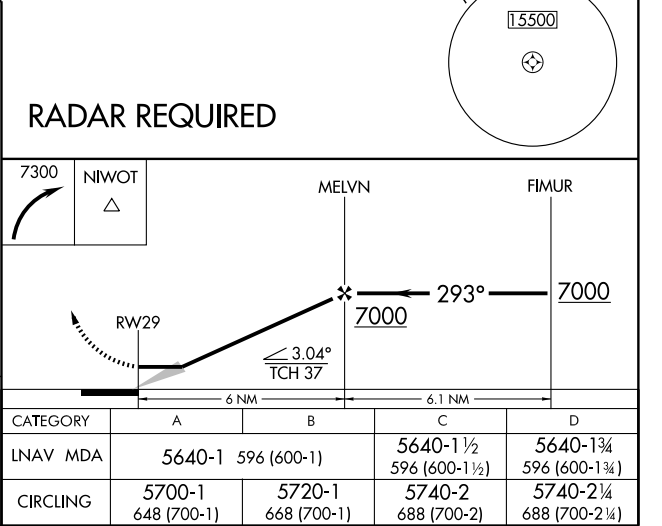 15500
RADAR REQUIRED
7300
NIWOT
MELVN
FIMUR
293°
7000
7000
RW29
3.04°
TCH 37
6 NM
6.1 NM
CATEGORY A B C D
LNAV MDA 5640-1 596 (600-1) 5640-1½ 5640-1¾
596 (600-1½) 596 (600-1¾)
CIRCLING 5700-1 5720-1 5740-2 5740-2¼
648 (700-1) 668 (700-1) 688 (700-2) 688 (700-2¼)